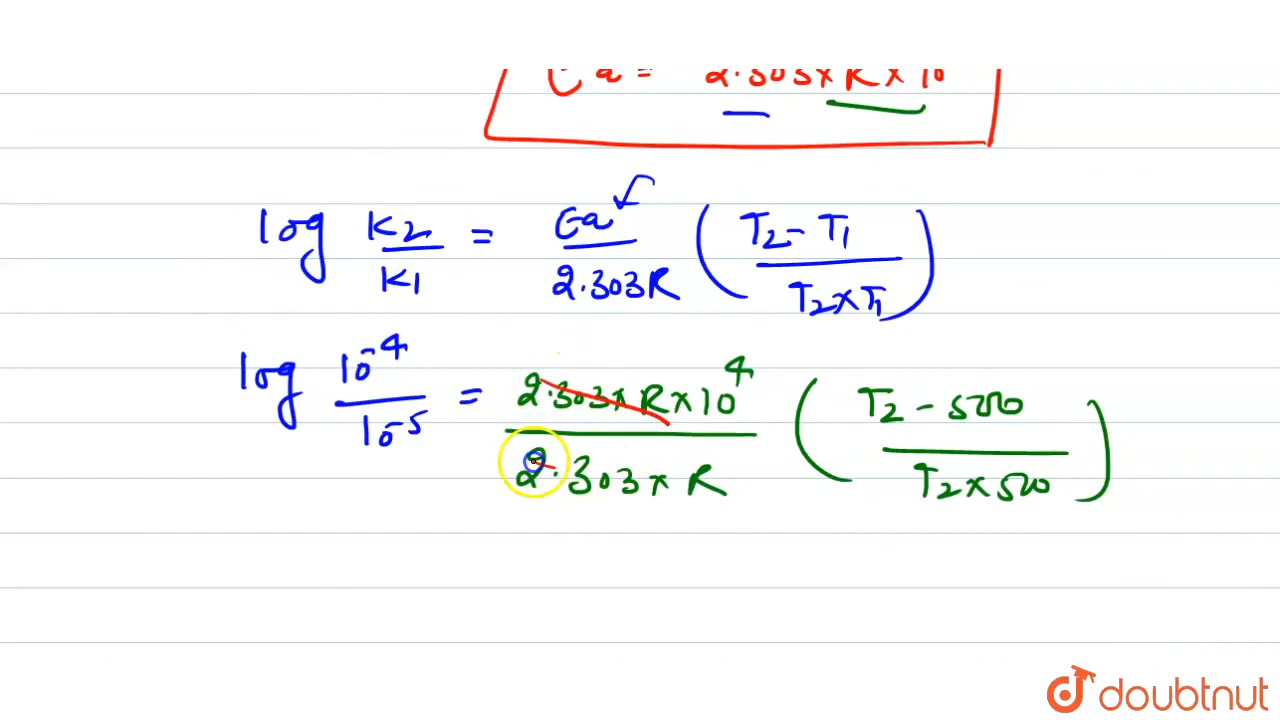 Ea = 2.303×R×10
log K2/K1 = Ea/2.303R (T2-T1/T2×T1)
log 10^-4/10^-5 = 2.303×R×10^4/2.303×R (T2-500/T2×500)
doubtnut